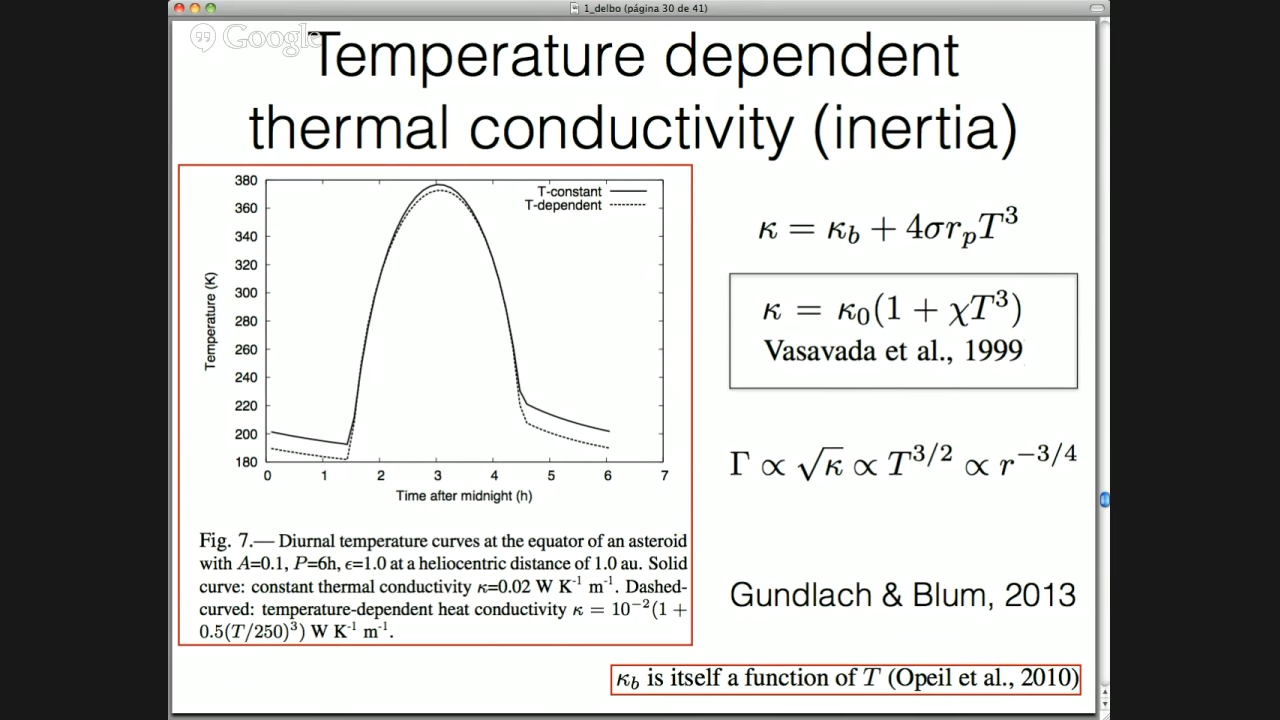 1_delbo (página 30 de 41)
Google
Temperature dependent
thermal conductivity (inertia)
380
360
340
320
300
280
260
240
220
200
180
Temperature (K)
T-constant
T-dependent
0 1 2 3 4 5 6 7
Time after midnight (h)
Fig. 7.— Diurnal temperature curves at the equator of an asteroid
with A=0.1, P=6h, ϵ=1.0 at a heliocentric distance of 1.0 au. Solid
curve: constant thermal conductivity κ=0.02 W K⁻¹ m⁻¹. Dashed-
curved: temperature-dependent heat conductivity κ = 10⁻²(1 +
0.5(T/250)³) W K⁻¹ m⁻¹.
κ = κ_b + 4σr_pT³
κ = κ₀(1 + χT³)
Vasavada et al., 1999
Γ ∝ √κ ∝ T^{3/2} ∝ r^{−3/4}
Gundlach & Blum, 2013
κ_b is itself a function of T (Opeil et al., 2010)